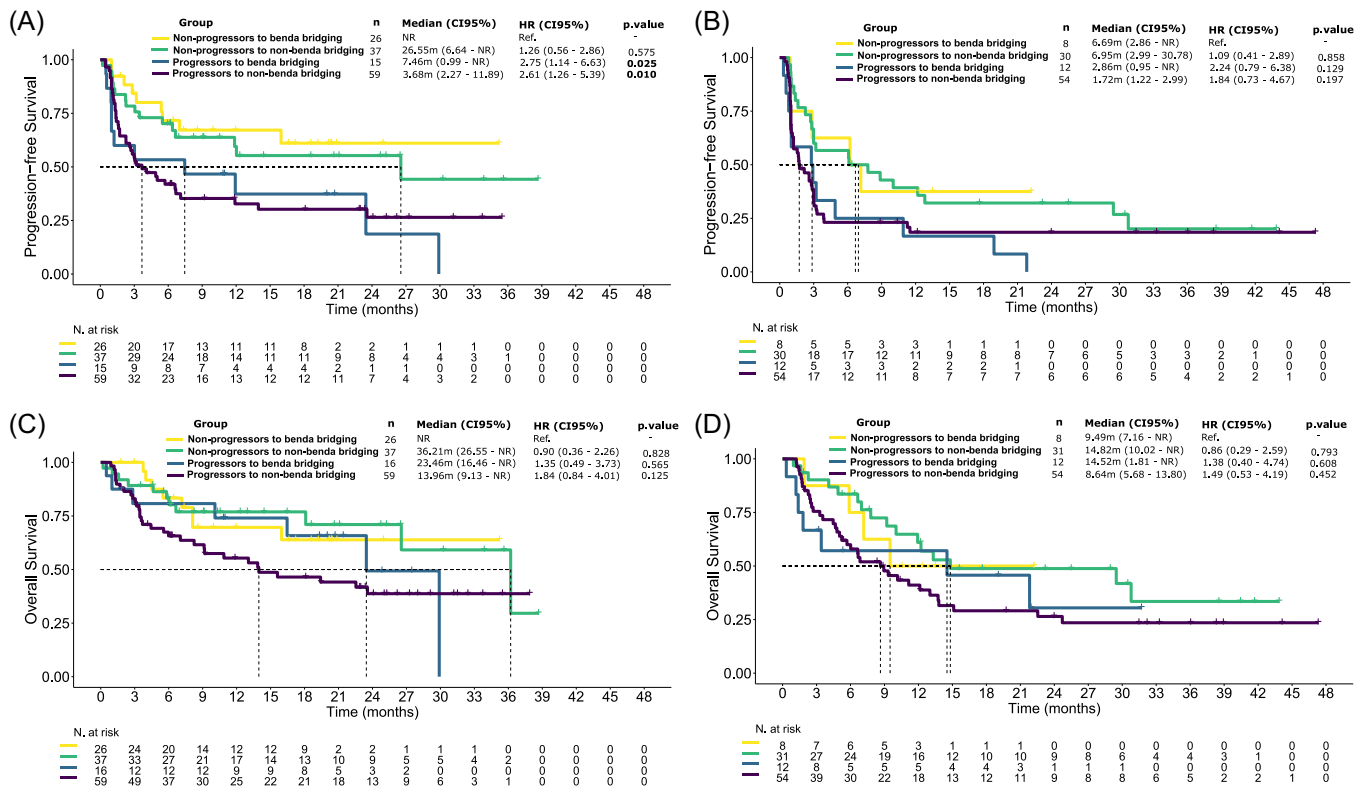 (A)
Group n Median (CI95%) HR (CI95%) p.value
Non-progressors to benda bridging 26 NR Ref. -
Non-progressors to non-benda bridging 37 26.55m (6.64 - NR) 1.26 (0.56 - 2.86) 0.575
Progressors to benda bridging 15 7.46m (0.99 - NR) 2.75 (1.14 - 6.63) 0.025
Progressors to non-benda bridging 59 3.68m (2.27 - 11.89) 2.61 (1.26 - 5.39) 0.010
Progression-free Survival
1.00
0.75
0.50
0.25
0.00
0 3 6 9 12 15 18 21 24 27 30 33 36 39 42 45 48
Time (months)
N. at risk
26 20 17 13 11 11 8 2 2 1 1 1 0 0 0 0 0
37 29 24 18 14 11 11 9 8 4 4 3 1 0 0 0 0
15 9 8 7 4 4 4 2 1 1 0 0 0 0 0 0 0
59 32 23 16 13 12 12 11 7 4 3 2 0 0 0 0 0
(B)
Group n Median (CI95%) HR (CI95%) p.value
Non-progressors to benda bridging 8 6.69m (2.86 - NR) Ref. -
Non-progressors to non-benda bridging 30 6.95m (2.99 - 30.78) 1.09 (0.41 - 2.89) 0.858
Progressors to benda bridging 12 2.86m (0.95 - NR) 2.24 (0.79 - 6.38) 0.129
Progressors to non-benda bridging 54 1.72m (1.22 - 2.99) 1.84 (0.73 - 4.67) 0.197
Progression-free Survival
1.00
0.75
0.50
0.25
0.00
0 3 6 9 12 15 18 21 24 27 30 33 36 39 42 45 48
Time (months)
N. at risk
8 5 5 3 3 1 1 1 0 0 0 0 0 0 0 0 0
30 18 17 12 11 9 8 8 7 6 5 3 3 2 1 0 0
12 5 3 3 2 2 2 1 0 0 0 0 0 0 0 0 0
54 17 12 11 8 7 7 7 6 6 6 5 4 2 2 1 0
(C)
Group n Median (CI95%) HR (CI95%) p.value
Non-progressors to benda bridging 26 NR Ref. -
Non-progressors to non-benda bridging 37 36.21m (26.55 - NR) 0.90 (0.36 - 2.26) 0.828
Progressors to benda bridging 16 23.46m (16.46 - NR) 1.35 (0.49 - 3.73) 0.565
Progressors to non-benda bridging 59 13.96m (9.13 - NR) 1.84 (0.84 - 4.01) 0.125
Overall Survival
1.00
0.75
0.50
0.25
0.00
0 3 6 9 12 15 18 21 24 27 30 33 36 39 42 45 48
Time (months)
N. at risk
26 24 20 14 12 12 9 2 2 1 1 1 0 0 0 0 0
37 33 27 21 17 14 13 10 9 5 5 4 2 0 0 0 0
16 12 12 12 9 9 8 5 3 2 0 0 0 0 0 0 0
59 49 37 30 25 22 21 18 13 9 6 3 1 0 0 0 0
(D)
Group n Median (CI95%) HR (CI95%) p.value
Non-progressors to benda bridging 8 9.49m (7.16 - NR) Ref. -
Non-progressors to non-benda bridging 31 14.82m (10.02 - NR) 0.86 (0.29 - 2.59) 0.793
Progressors to benda bridging 12 14.52m (1.81 - NR) 1.38 (0.40 - 4.74) 0.608
Progressors to non-benda bridging 54 8.64m (5.68 - 13.80) 1.49 (0.53 - 4.19) 0.452
Overall Survival
1.00
0.75
0.50
0.25
0.00
0 3 6 9 12 15 18 21 24 27 30 33 36 39 42 45 48
Time (months)
N. at risk
8 7 6 5 3 1 1 1 0 0 0 0 0 0 0 0 0
31 27 24 19 16 12 10 10 9 8 6 4 4 3 1 0 0
12 8 5 5 5 4 4 3 1 1 1 0 0 0 0 0 0
54 39 30 22 18 13 12 11 9 8 8 6 5 2 2 1 0